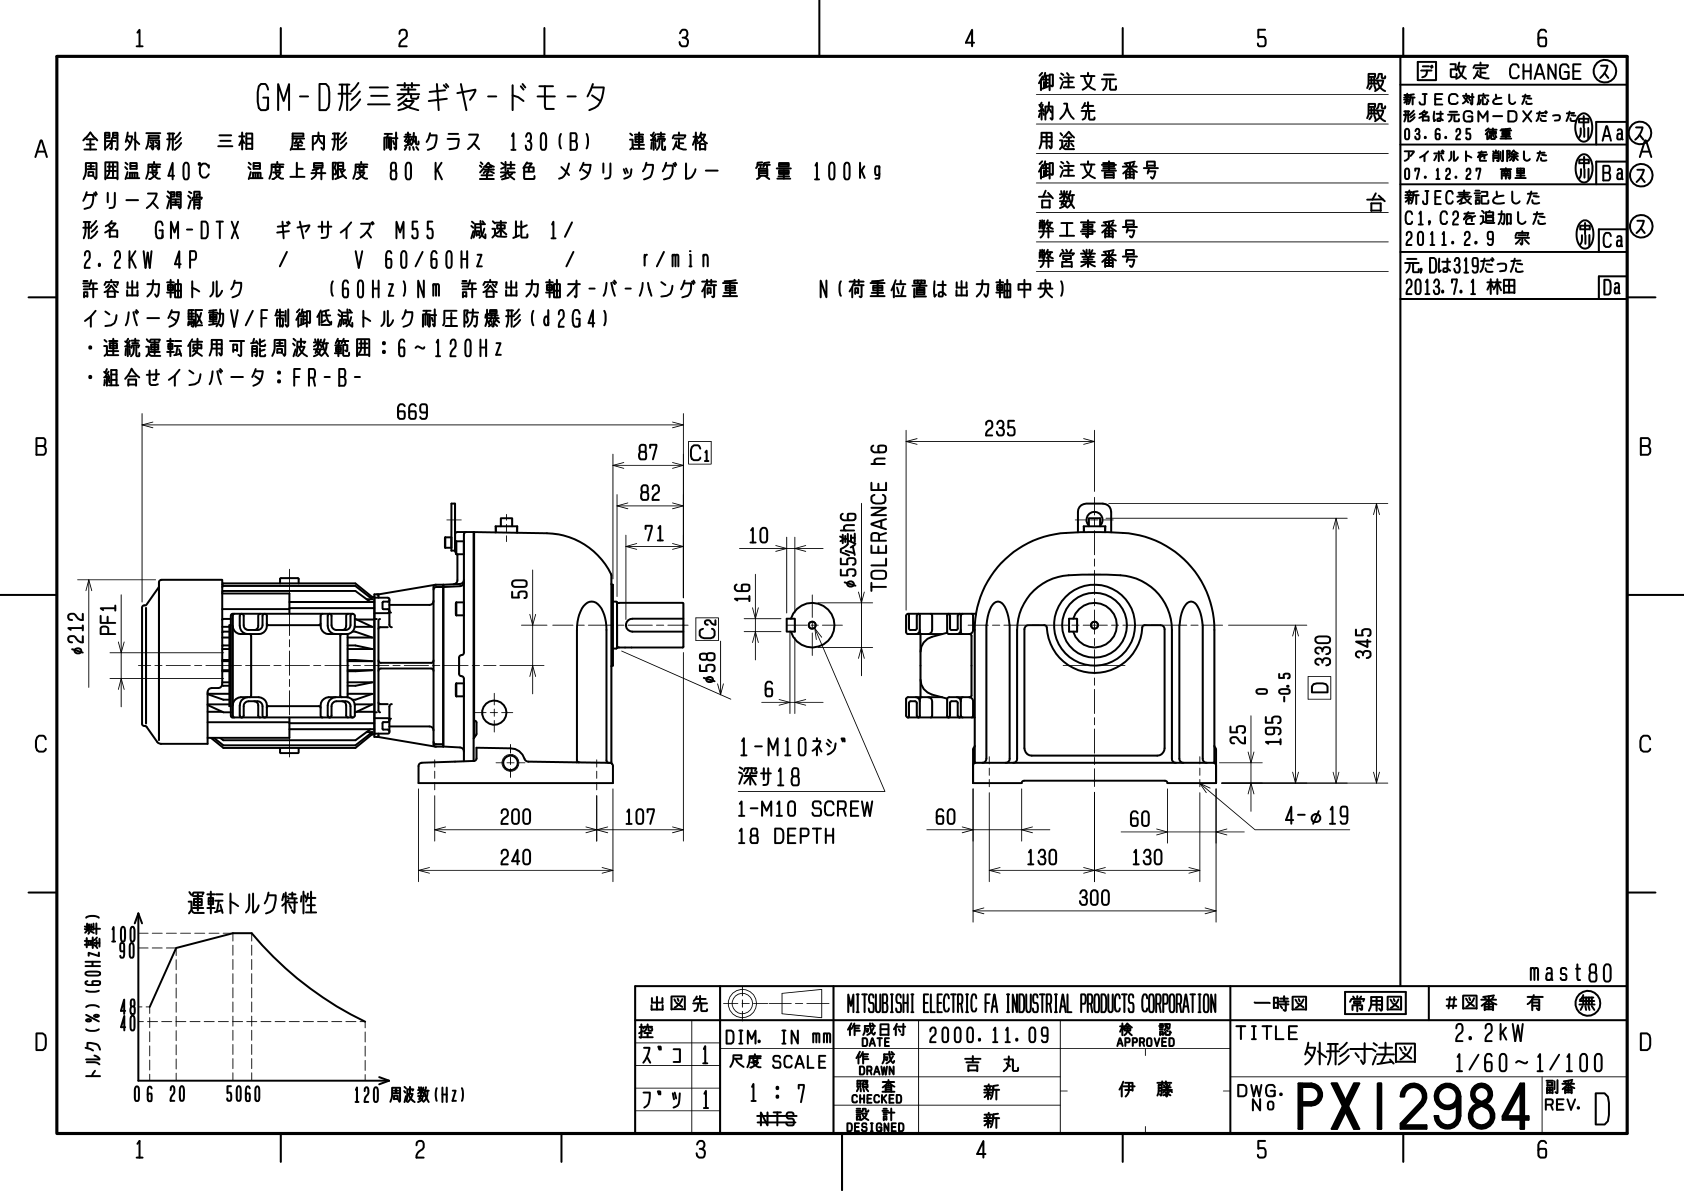 1 2 3 4 5 6
GM-D形三菱ギヤードモータ
全閉外扇形 三相 屋内形 耐熱クラス 130(B) 連続定格
周囲温度40℃ 温度上昇限度 80 K 塗装色 メタリックグレー 質量 100kg
グリース潤滑
形名 GM-DTX ギヤサイズ M55 減速比 1/
2.2KW 4P / V 60/60Hz / r/min
許容出力軸トルク (60Hz)Nm 許容出力軸オーバーハング荷重 N(荷重位置は出力軸中央)
インバータ駆動V/F制御低減トルク耐圧防爆形(d2G4)
・連続運転使用可能周波数範囲：6～120Hz
・組合せインバータ：FR-B-
御注文元 殿
納入先 殿
用途
御注文書番号
台数 台
弊工事番号
弊営業番号
デ 改定 CHANGE ス
新JEC対応とした
形名は元GM-DXだった
03.6.25 徳重 Aa ス
アイボルトを削除した
07.12.27 南里 Ba ス
新JEC表記とした
C1,C2を追加した
2011.2.9 宗 Ca ス
元,Dは319だった
2013.7.1 林田 Da
A A
B B
C C
D D
669
87 C1
82
71
50
φ212
PF1
C2
φ58
200 107
240
10
16
6
φ55公差h6
TOLERANCE h6
1-M10ネジ
深サ18
1-M10 SCREW
18 DEPTH
235
345
330
D
0
195 -0.5
25
60 60
4-φ19
130 130
300
運転トルク特性
トルク(%)(60Hz基準)
100
90
48
40
0 6 20 50 60 120 周波数(Hz)
mast80
出図先
控
ズコ 1
ブツ 1
DIM. IN mm
尺度 SCALE
1 : 7
NTS
MITSUBISHI ELECTRIC FA INDUSTRIAL PRODUCTS CORPORATION
作成日付
DATE
2000.11.09
検認
APPROVED
作成
DRAWN
吉丸
照査
CHECKED
新
伊藤
設計
DESIGNED
新
一時図 常用図 #図番 有 無
TITLE 2.2kW
外形寸法図 1/60～1/100
DWG.
No
PX12984
副番
REV.
D
1 2 3 4 5 6